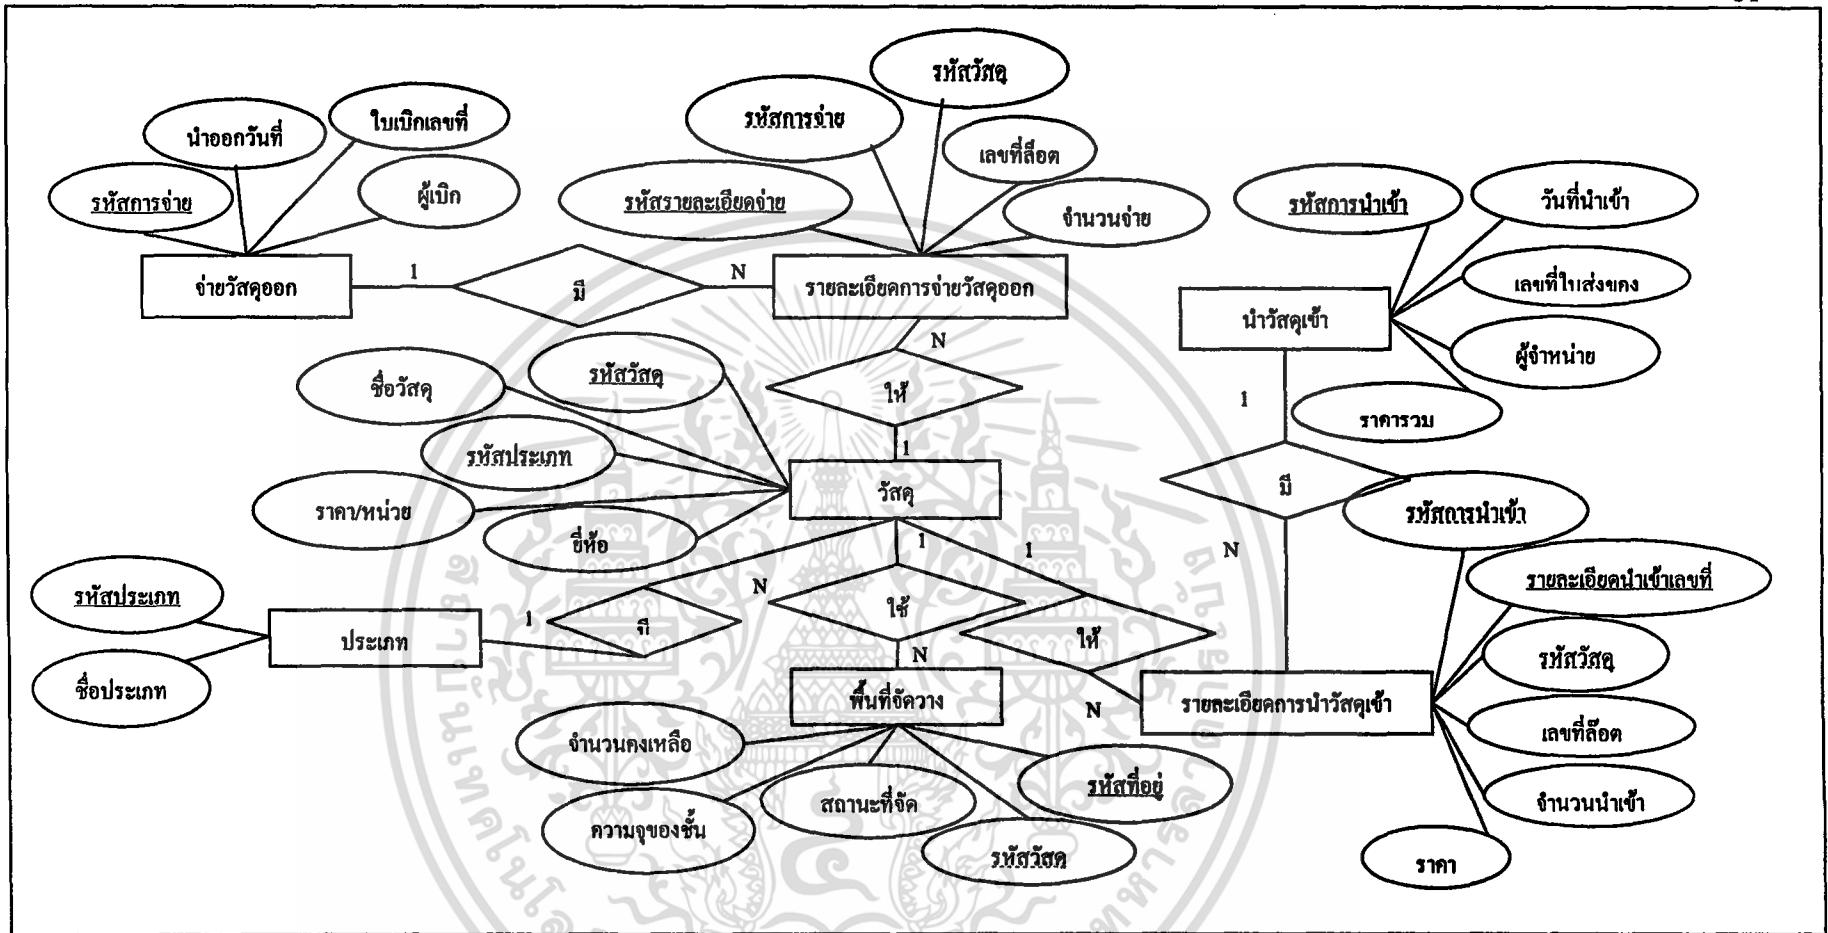 รหัสวัสดุ
นำออกวันที่
ใบเบิกเลขที่
รหัสการจ่าย
เลขที่ล๊อต
รหัสการจ่าย
ผู้เบิก
รหัสรายละเอียดจ่าย
จำนวนจ่าย
รหัสการนำเข้า
วันที่นำเข้า
จ่ายวัสดุออก
1
มี
N
รายละเอียดการจ่ายวัสดุออก
เลขที่ใบส่งของ
นำวัสดุเข้า
N
ผู้จำหน่าย
ชื่อวัสดุ
รหัสวัสดุ
ให้
1
ราคารวม
รหัสประเภท
1
วัสดุ
มี
ราคา/หน่วย
รหัสการนำเข้า
ยี่ห้อ
1
1
N
รหัสประเภท
N
รายละเอียดนำเข้าเลขที่
ประเภท
1
มี
ใช้
ให้
รหัสวัสดุ
N
ชื่อประเภท
พื้นที่จัดวาง
N
รายละเอียดการนำวัสดุเข้า
เลขที่ล๊อต
จำนวนคงเหลือ
รหัสที่อยู่
จำนวนนำเข้า
สถานะที่จัด
ความจุของชั้น
รหัสวัสดุ
ราคา